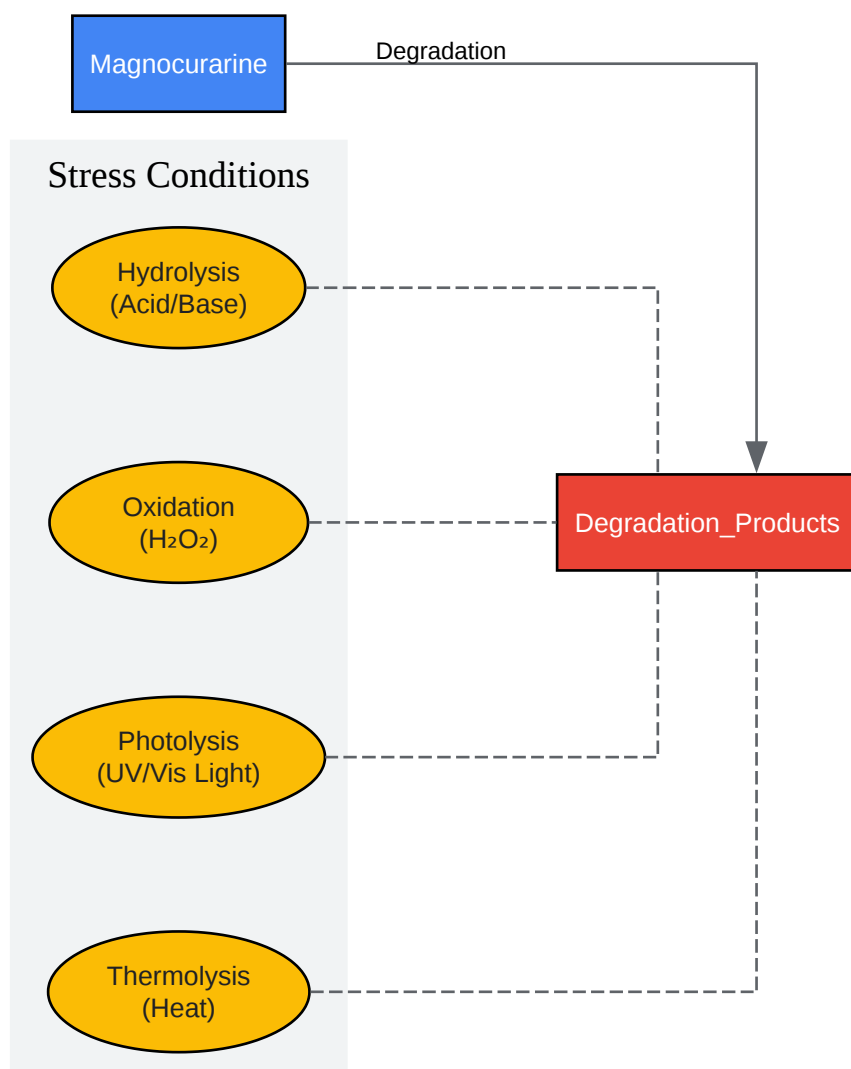 Magnocurarine
Degradation
Stress Conditions
Hydrolysis
(Acid/Base)
Oxidation
(H₂O₂)
Degradation_Products
Photolysis
(UV/Vis Light)
Thermolysis
(Heat)